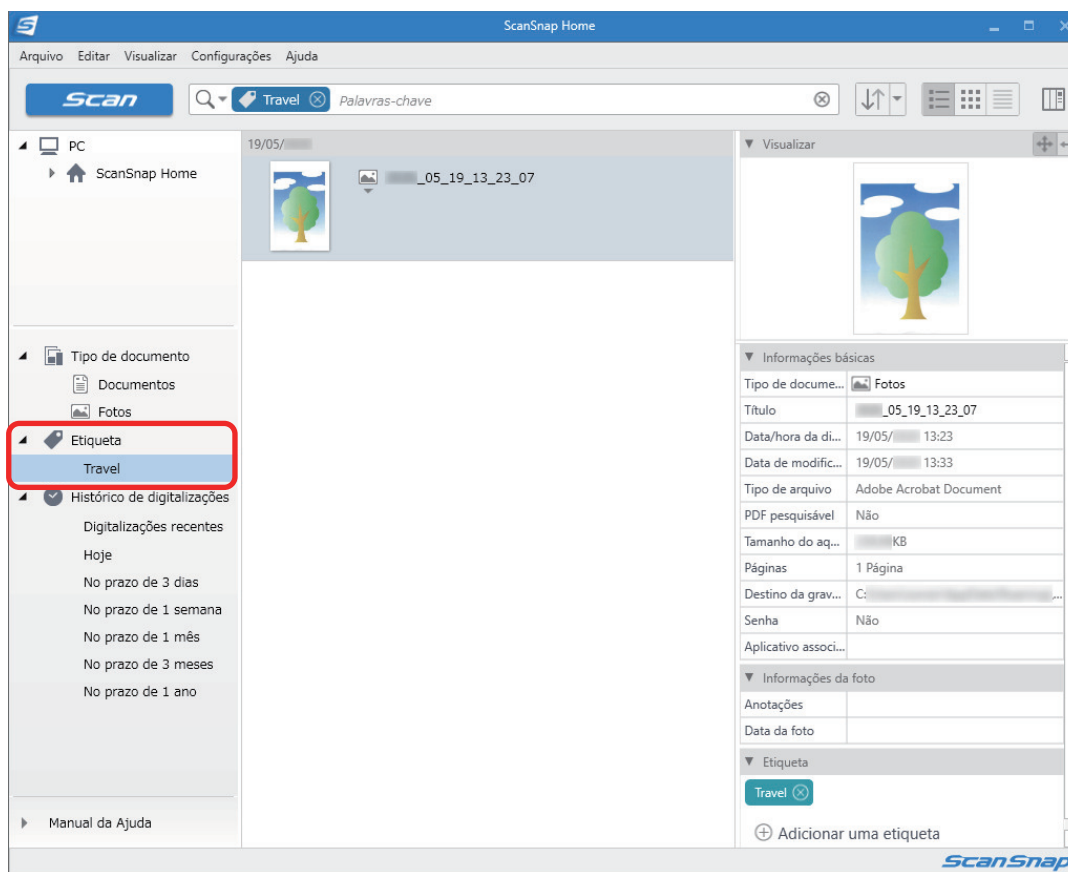 ScanSnap Home
Arquivo Editar Visualizar Configurações Ajuda
Scan
Travel
Palavras-chave
PC
ScanSnap Home
Tipo de documento
Documentos
Fotos
Etiqueta
Travel
Histórico de digitalizações
Digitalizações recentes
Hoje
No prazo de 3 dias
No prazo de 1 semana
No prazo de 1 mês
No prazo de 3 meses
No prazo de 1 ano
Manual da Ajuda
19/05/
_05_19_13_23_07
Visualizar
Informações básicas
Tipo de docume... Fotos
Título _05_19_13_23_07
Data/hora da di... 19/05/ 13:23
Data de modific... 19/05/ 13:33
Tipo de arquivo Adobe Acrobat Document
PDF pesquisável Não
Tamanho do aq... KB
Páginas 1 Página
Destino da grav... C: ...
Senha Não
Aplicativo associ...
Informações da foto
Anotações
Data da foto
Etiqueta
Travel
Adicionar uma etiqueta
ScanSnap